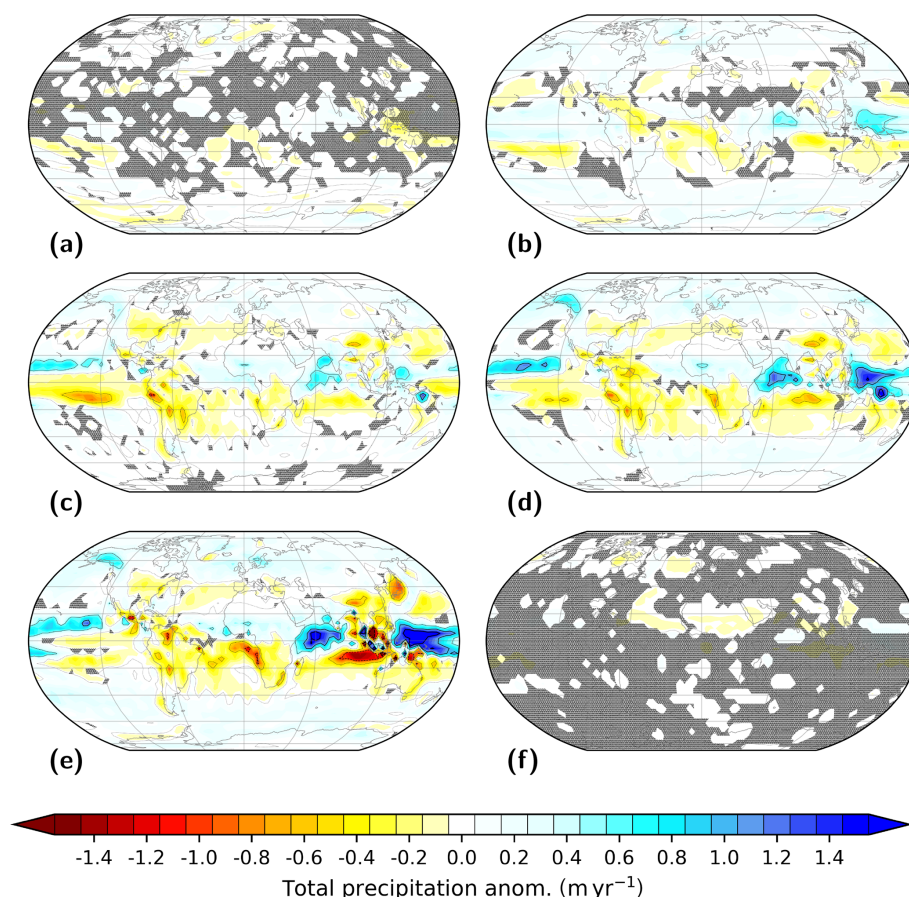 (a)
(b)
(c)
(d)
(e)
(f)
-1.4 -1.2 -1.0 -0.8 -0.6 -0.4 -0.2 0.0 0.2 0.4 0.6 0.8 1.0 1.2 1.4
Total precipitation anom. (m yr⁻¹)